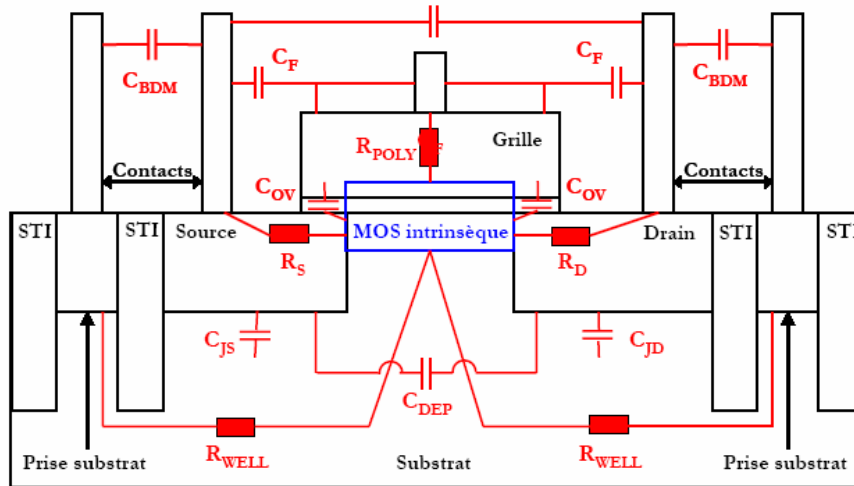 C_F
C_F
C_BDM
C_BDM
Grille
R_POLY
Contacts
Contacts
C_OV
C_OV
STI
STI
Source
MOS intrinsèque
Drain
STI
STI
R_S
R_D
C_JS
C_JD
C_DEP
R_WELL
R_WELL
Prise substrat
Substrat
Prise substrat